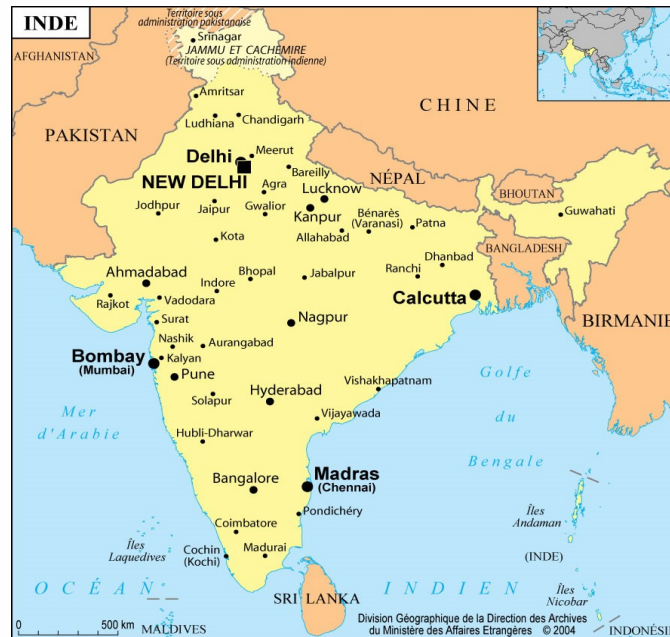 INDE
Territoire sous
administration pakistanaise
Srinagar
JAMMU ET CACHEMIRE
(Territoire sous administration indienne)
AFGHANISTAN
Amritsar
CHINE
Ludhiana
Chandigarh
PAKISTAN
Delhi
Meerut
NEW DELHI
Bareilly
NÉPAL
Agra
Lucknow
BHOUTAN
Jodhpur
Jaipur
Gwalior
Kanpur
Bénarès
(Varanasi)
Patna
Guwahati
Kota
Allahabad
BANGLADESH
Dhanbad
Ahmadabad
Indore
Bhopal
Jabalpur
Ranchi
Rajkot
Vadodara
Calcutta
Surat
Nagpur
BIRMANIE
Nashik
Aurangabad
Bombay
(Mumbai)
Kalyan
Pune
Vishakhapatnam
Golfe
du
Bengale
Mer
d'Arabie
Solapur
Hyderabad
Vijayawada
Hubli-Dharwar
Bangalore
Madras
(Chennai)
Pondichéry
Îles
Andaman
(INDE)
Îles
Laquedives
Coimbatore
Cochin
(Kochi)
Madurai
OCÉAN
INDIEN
Îles
Nicobar
SRI LANKA
500 km
MALDIVES
INDONÉSIE
Division Géographique de la Direction des Archives
du Ministère des Affaires Etrangères © 2004